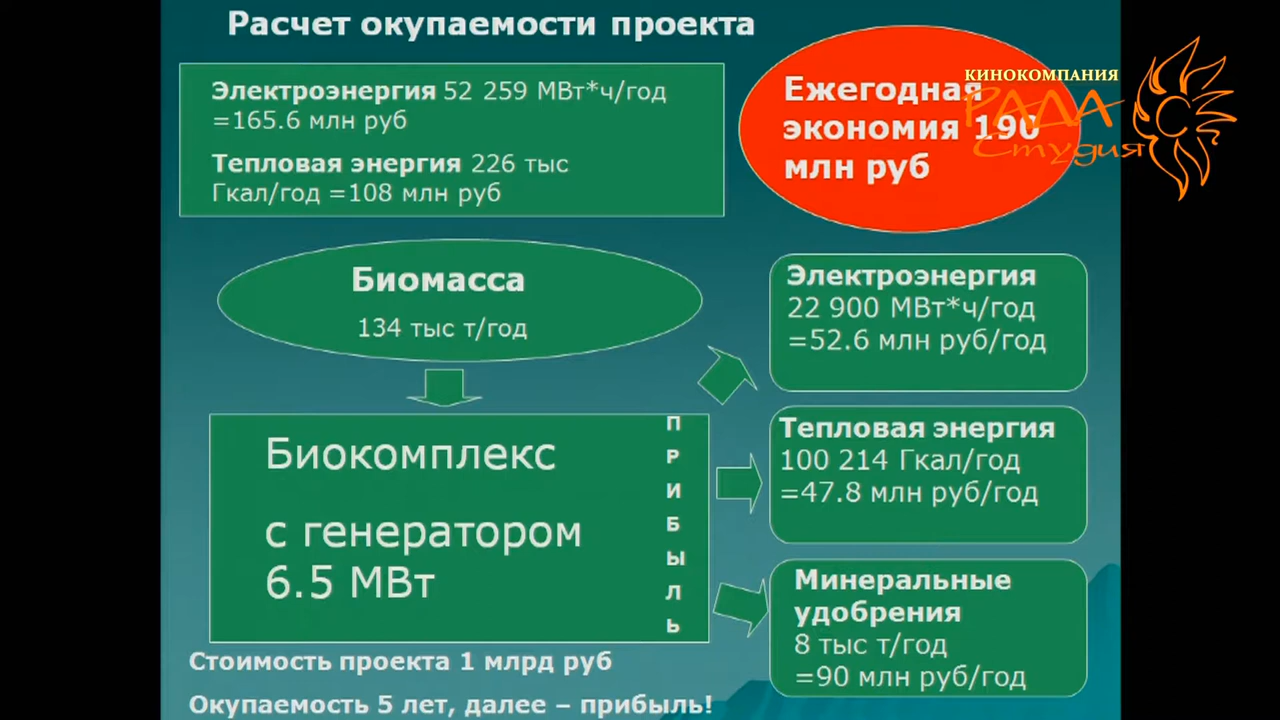 Расчет окупаемости проекта
КИНОКОМПАНИЯ
РАДА
Студия
Электроэнергия 52 259 МВт*ч/год
=165.6 млн руб
Тепловая энергия 226 тыс
Гкал/год =108 млн руб
Ежегодная
экономия 190
млн руб
Биомасса
134 тыс т/год
Биокомплекс
с генератором
6.5 МВт
П
Р
И
Б
Ы
Л
Ь
Электроэнергия
22 900 МВт*ч/год
=52.6 млн руб/год
Тепловая энергия
100 214 Гкал/год
=47.8 млн руб/год
Минеральные
удобрения
8 тыс т/год
=90 млн руб/год
Стоимость проекта 1 млрд руб
Окупаемость 5 лет, далее – прибыль!